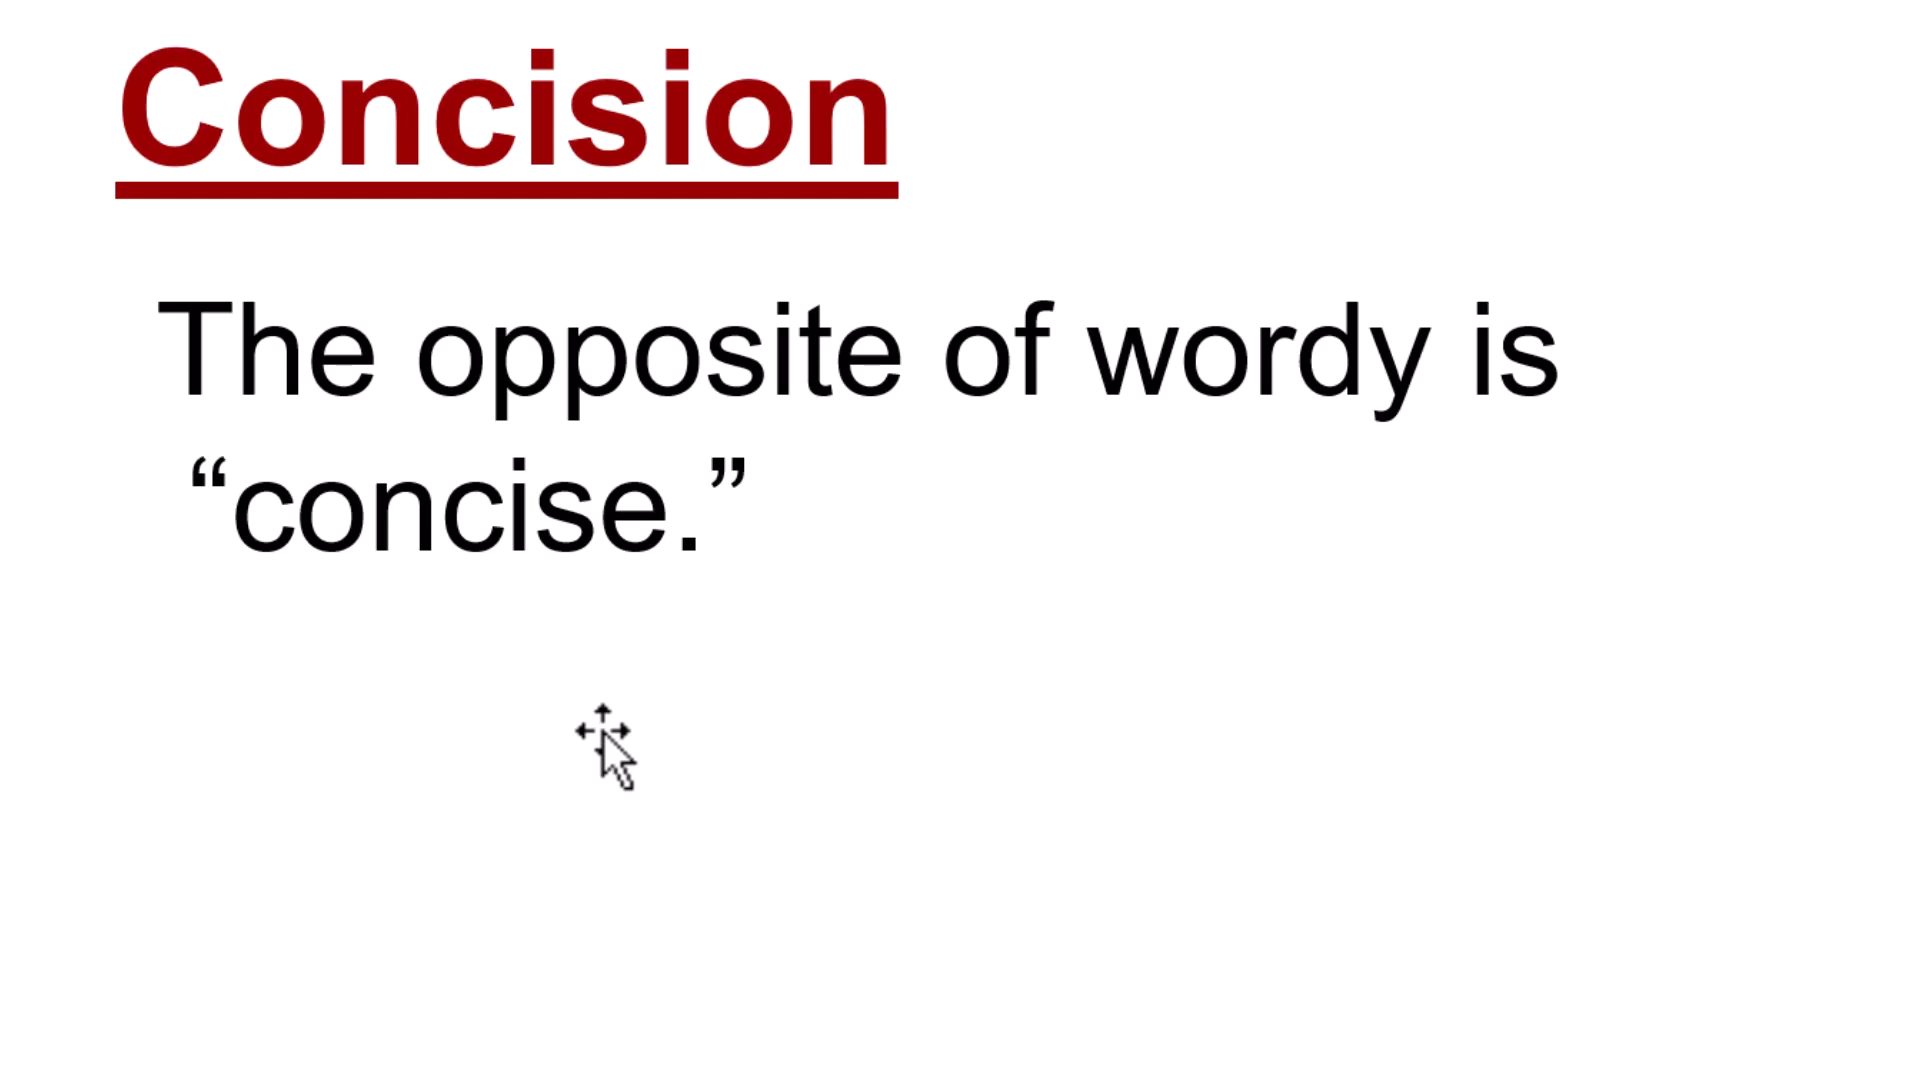 Concision
The opposite of wordy is
“concise.”